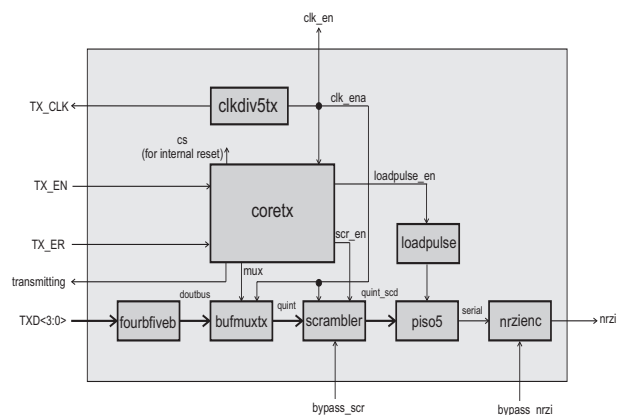 clk_en
TX_CLK
clkdiv5tx
clk_ena
cs
(for internal reset)
TX_EN
loadpulse_en
coretx
TX_ER
scr_en
loadpulse
transmitting
mux
doutbus
quint
quint_scd
serial
TXD<3:0>
fourbfiveb
bufmuxtx
scrambler
piso5
nrzienc
nrzi
bypass_scr
bypass_nrzi